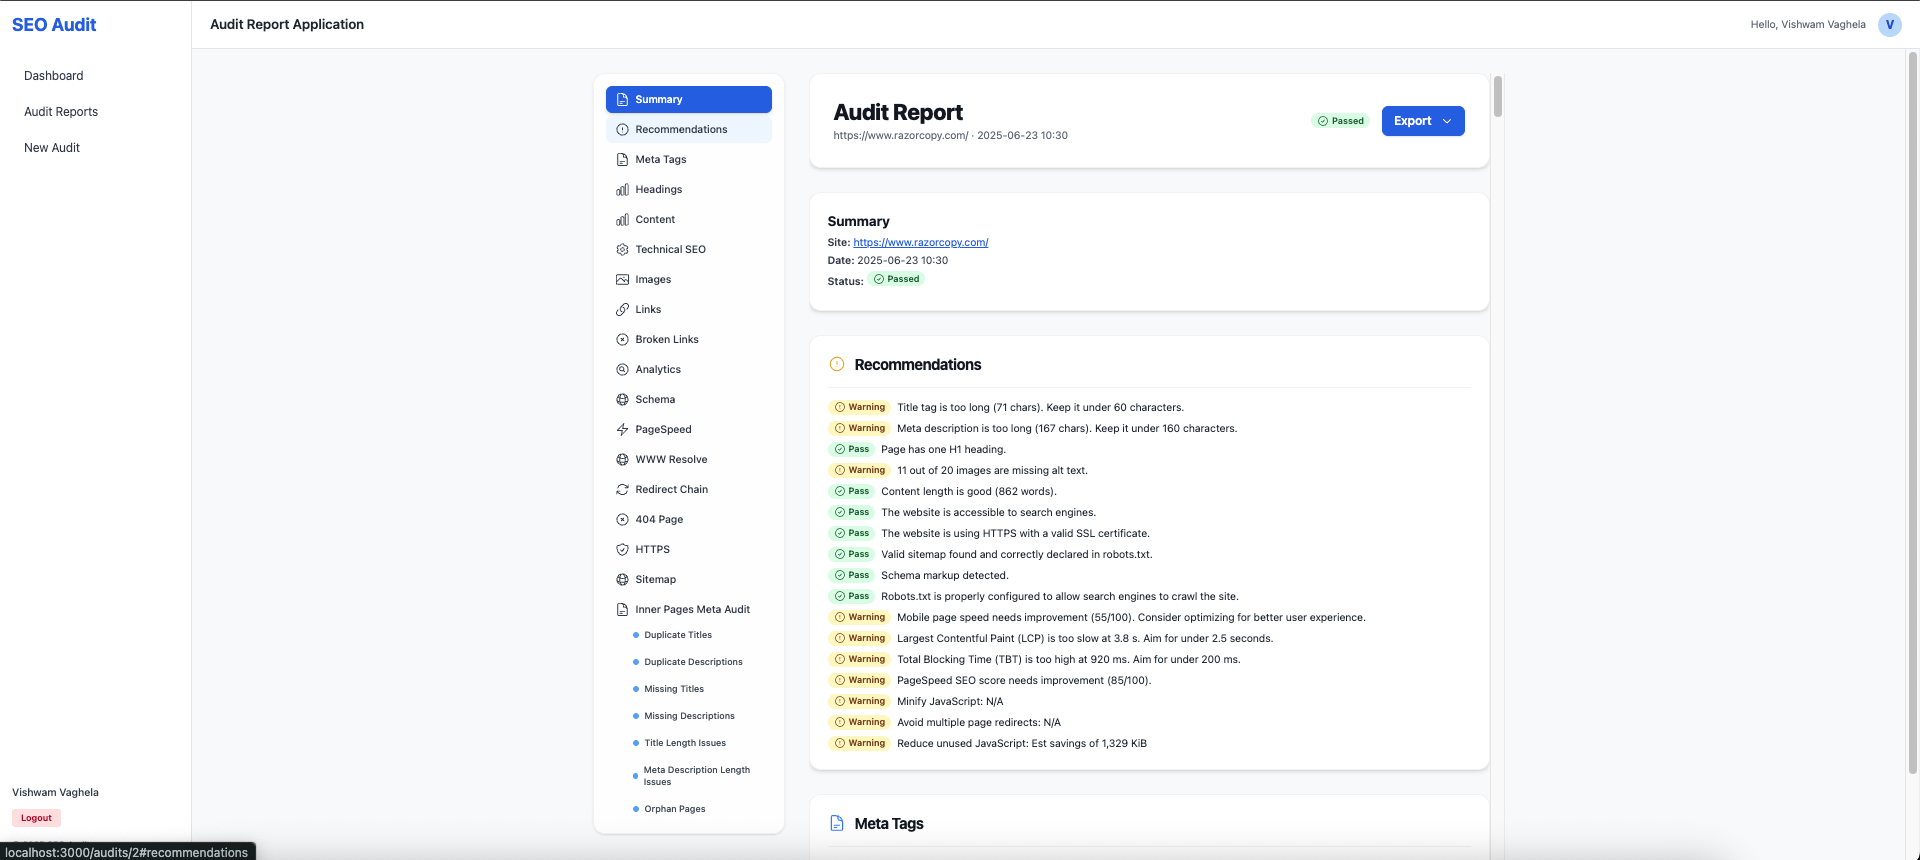 SEO Audit
Audit Report Application
Hello, Vishwam Vaghela
V
Dashboard
Audit Reports
New Audit
Summary
Recommendations
Meta Tags
Headings
Content
Technical SEO
Images
Links
Broken Links
Analytics
Schema
PageSpeed
WWW Resolve
Redirect Chain
404 Page
HTTPS
Sitemap
Inner Pages Meta Audit
Duplicate Titles
Duplicate Descriptions
Missing Titles
Missing Descriptions
Title Length Issues
Meta Description Length
Issues
Orphan Pages
Audit Report
https://www.razorcopy.com/ · 2025-06-23 10:30
Passed
Export
Summary
Site: https://www.razorcopy.com/
Date: 2025-06-23 10:30
Status: Passed
Recommendations
Warning Title tag is too long (71 chars). Keep it under 60 characters.
Warning Meta description is too long (167 chars). Keep it under 160 characters.
Pass Page has one H1 heading.
Warning 11 out of 20 images are missing alt text.
Pass Content length is good (862 words).
Pass The website is accessible to search engines.
Pass The website is using HTTPS with a valid SSL certificate.
Pass Valid sitemap found and correctly declared in robots.txt.
Pass Schema markup detected.
Pass Robots.txt is properly configured to allow search engines to crawl the site.
Warning Mobile page speed needs improvement (55/100). Consider optimizing for better user experience.
Warning Largest Contentful Paint (LCP) is too slow at 3.8 s. Aim for under 2.5 seconds.
Warning Total Blocking Time (TBT) is too high at 920 ms. Aim for under 200 ms.
Warning PageSpeed SEO score needs improvement (85/100).
Warning Minify JavaScript: N/A
Warning Avoid multiple page redirects: N/A
Warning Reduce unused JavaScript: Est savings of 1,329 KiB
Meta Tags
Vishwam Vaghela
Logout
localhost:3000/audits/2#recommendations